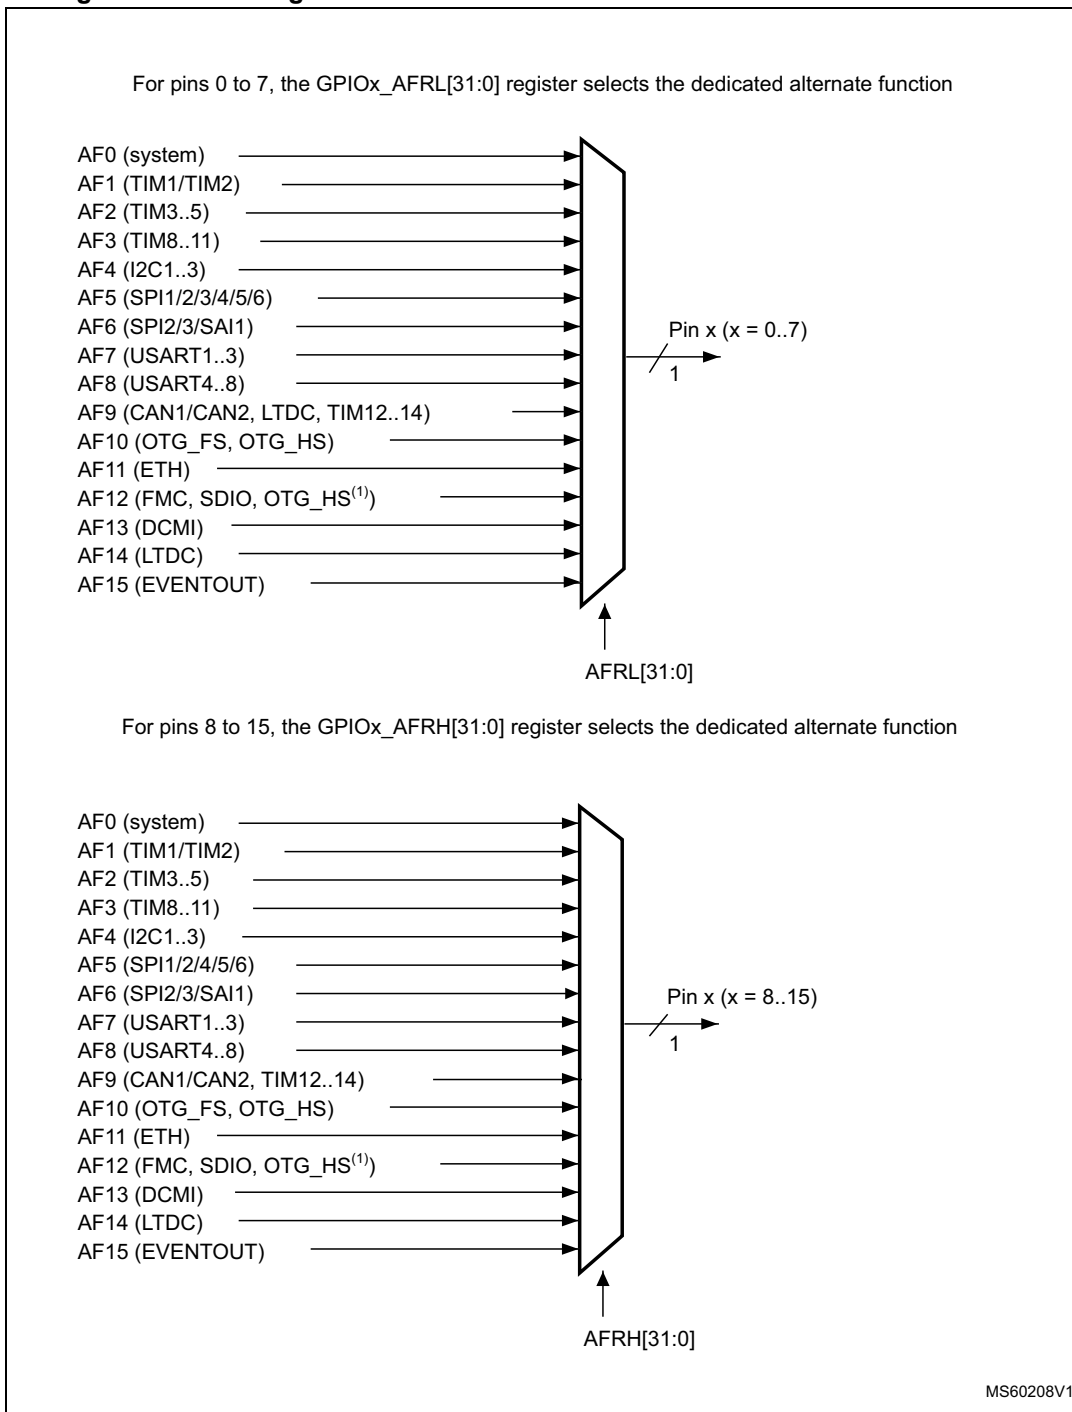 For pins 0 to 7, the GPIOx_AFRL[31:0] register selects the dedicated alternate function
AF0 (system)
AF1 (TIM1/TIM2)
AF2 (TIM3..5)
AF3 (TIM8..11)
AF4 (I2C1..3)
AF5 (SPI1/2/3/4/5/6)
AF6 (SPI2/3/SAI1)
AF7 (USART1..3)
AF8 (USART4..8)
AF9 (CAN1/CAN2, LTDC, TIM12..14)
AF10 (OTG_FS, OTG_HS)
AF11 (ETH)
AF12 (FMC, SDIO, OTG_HS(1))
AF13 (DCMI)
AF14 (LTDC)
AF15 (EVENTOUT)
Pin x (x = 0..7)
1
AFRL[31:0]
For pins 8 to 15, the GPIOx_AFRH[31:0] register selects the dedicated alternate function
AF0 (system)
AF1 (TIM1/TIM2)
AF2 (TIM3..5)
AF3 (TIM8..11)
AF4 (I2C1..3)
AF5 (SPI1/2/4/5/6)
AF6 (SPI2/3/SAI1)
AF7 (USART1..3)
AF8 (USART4..8)
AF9 (CAN1/CAN2, TIM12..14)
AF10 (OTG_FS, OTG_HS)
AF11 (ETH)
AF12 (FMC, SDIO, OTG_HS(1))
AF13 (DCMI)
AF14 (LTDC)
AF15 (EVENTOUT)
Pin x (x = 8..15)
1
AFRH[31:0]
MS60208V1